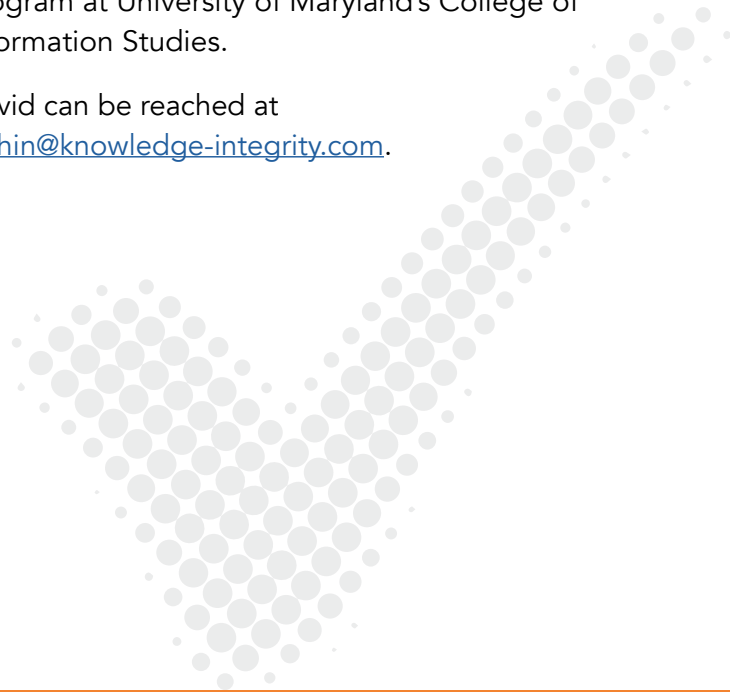 ogram at University of Maryland's College of
ormation Studies.
vid can be reached at
hin@knowledge-integrity.com.